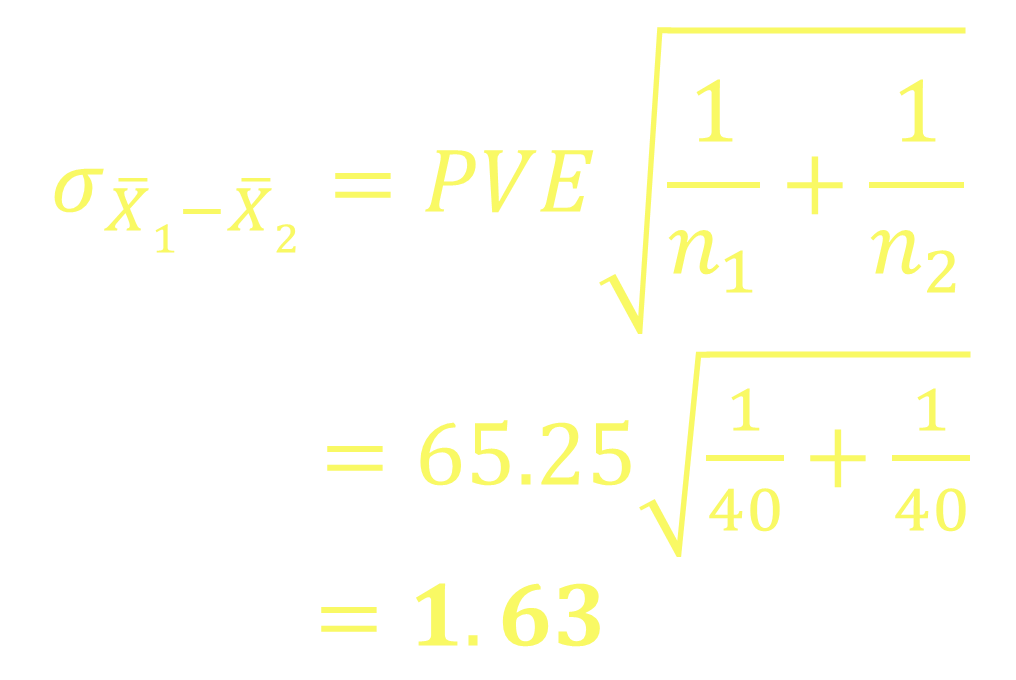 σ_{X̄₁−X̄₂} = PVE √(1/n₁ + 1/n₂)
= 65.25 √(1/40 + 1/40)
= 1.63